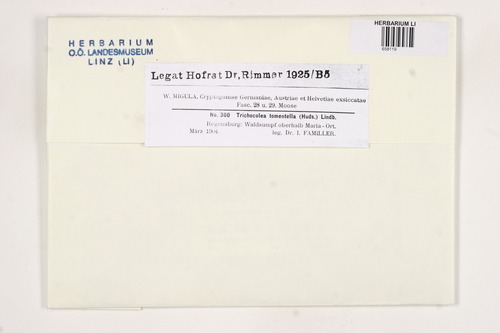 HERBARIUM
O.Ö. LANDESMUSEUM
LINZ (LI)
HERBARIUM LI
Legat Hofrat Dr, Rimmer 1925/B5
W. MIGULA, Cryptogamae Germaniae, Austriae et Helvetiae exsiccatae
Fasc. 28 u. 29. Moose
No. 300 Trichocolea tomentella (Huds.) Lindb.
Regensburg: Waldsumpf oberhalb Maria-Ort.
März 1904. leg. Dr. I. FAMILLER.